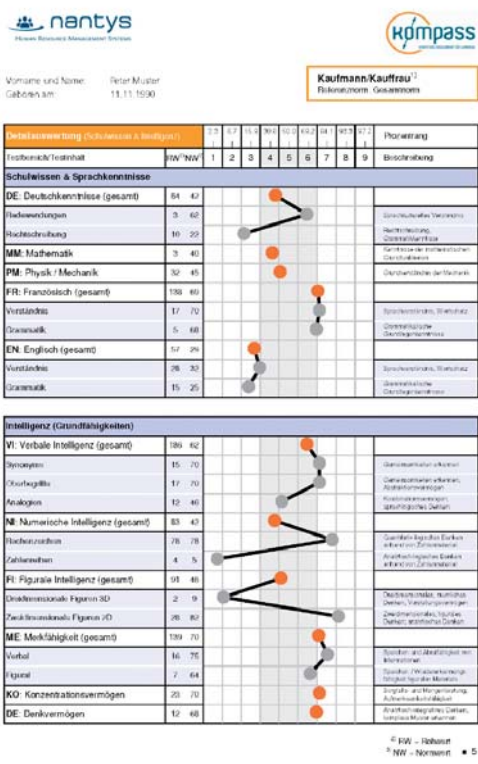 nantys
HUMAN RESOURCE MANAGEMENT SYSTEMS
kompass
Vorname und Name: Peter Muster
Geboren am: 11.11.1990
Kaufmann/Kauffrau
Referenznorm: Gesamtnorm
Detailauswertung (Schulwissen & Intelligenz) Prozentrang
Testbereich/Testinhalt RW NW 1 2 3 4 5 6 7 8 9 Beschreibung
Schulwissen & Sprachkenntnisse
DE: Deutschkenntnisse (gesamt) 64 42
Redewendungen 3 62
Rechtschreibung 10 22
MM: Mathematik 3 40
PM: Physik / Mechanik 32 45
FR: Französisch (gesamt) 138 69
Verständnis 17 70
Grammatik 5 68
EN: Englisch (gesamt) 57 29
Verständnis 26 32
Grammatik 15 25
Intelligenz (Grundfähigkeiten)
VI: Verbale Intelligenz (gesamt) 186 62
Synonyme 15 70
Oberbegriffe 17 70
Analogien 12 46
NI: Numerische Intelligenz (gesamt) 83 42
Rechenzeichen 78 78
Zahlenreihen 4 5
FI: Figurale Intelligenz (gesamt) 91 46
Dreidimensionale Figuren 3D 2 9
Zweidimensionale Figuren 2D 26 82
ME: Merkfähigkeit (gesamt) 139 70
Verbal 16 75
Figural 7 64
KO: Konzentrationsvermögen 23 70
DE: Denkvermögen 12 68
RW = Rohwert
NW = Normwert ■ 5